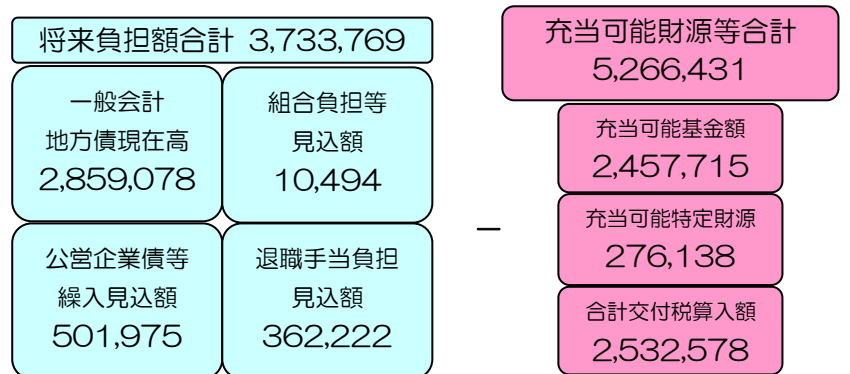 将来負担額合計 3,733,769
一般会計
地方債現在高
2,859,078
組合負担等
見込額
10,494
公営企業債等
繰入見込額
501,975
退職手当負担
見込額
362,222
−
充当可能財源等合計
5,266,431
充当可能基金額
2,457,715
充当可能特定財源
276,138
合計交付税算入額
2,532,578